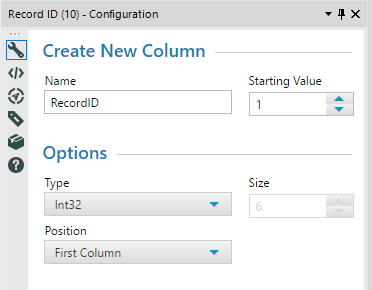 Record ID (10) - Configuration
Create New Column
Name
Starting Value
RecordID
1
Options
Type
Size
Int32
6
Position
First Column